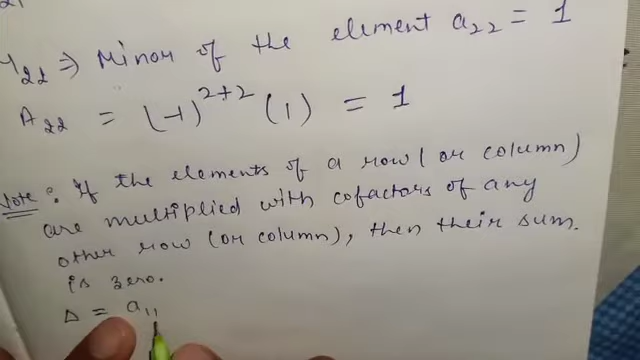 M₂₂ ⇒ Minor of the element a₂₂ = 1
A₂₂ = (-1)²⁺² (1) = 1
Note: If the elements of a row (or column)
are multiplied with cofactors of any
other row (or column), then their sum
is zero.
Δ = a₁₁